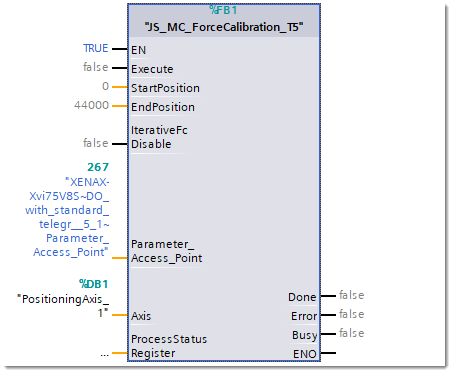 %FB1
"JS_MC_ForceCalibration_T5"
TRUE EN
false Execute
0 StartPosition
44000 EndPosition
IterativeFc
false Disable
267
"XENAX-
Xvi75V8S~DO_
with_standard_
telegr__5_1~
Parameter_
Access_Point"
Parameter_
Access_Point
%DB1
"PositioningAxis_
1"
Axis
ProcessStatus
... Register
Done false
Error false
Busy false
ENO